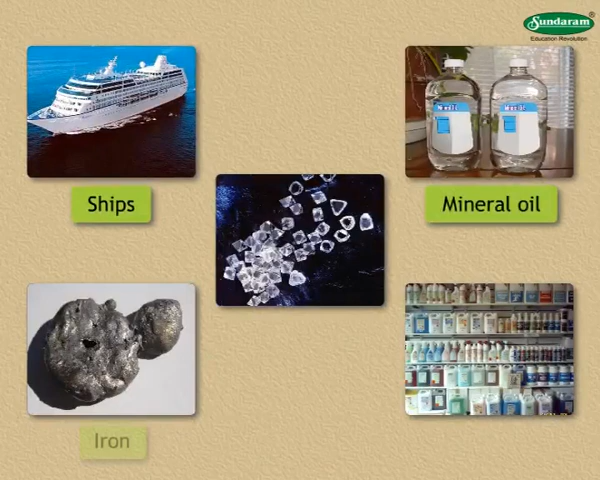 Sundaram
Education Revolution
Ships
Mineral oil
Iron